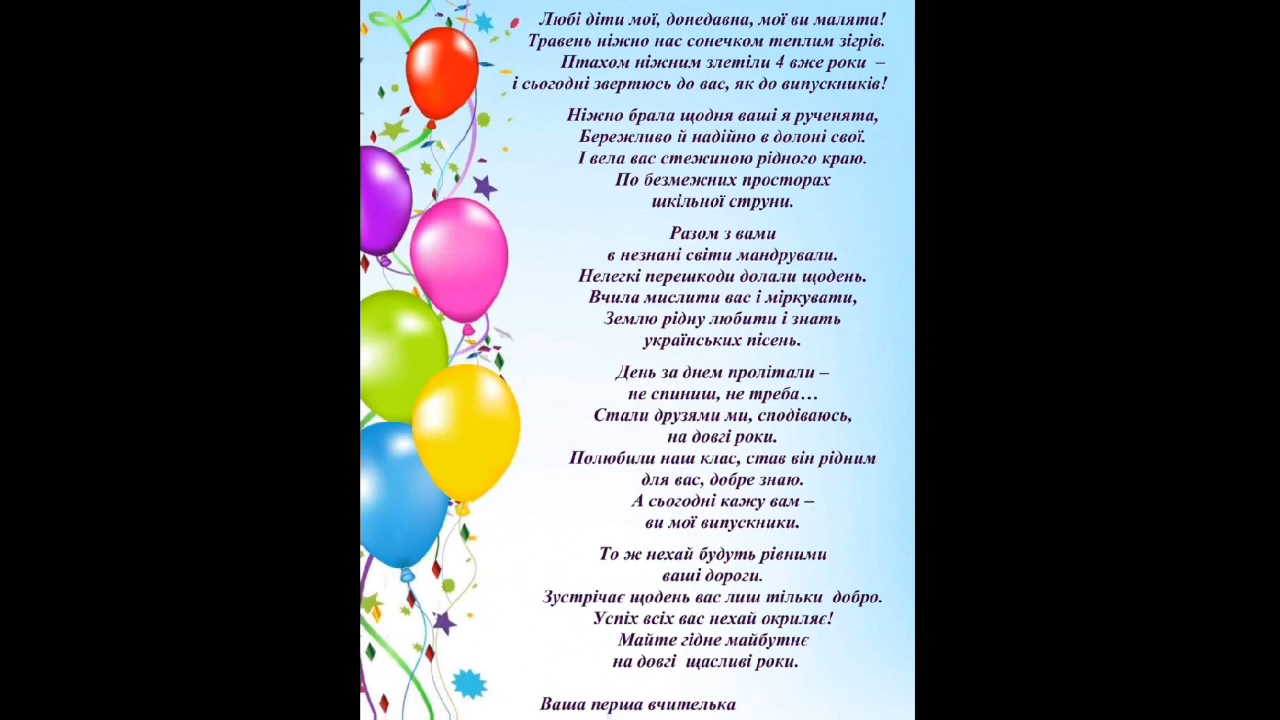 Любі діти мої, донедавна, мої ви малята!
Травень ніжно нас сонечком теплим зігрів.
Птахом ніжним злетіли 4 вже роки –
і сьогодні звертюсь до вас, як до випускників!
Ніжно брала щодня ваші я рученята,
Бережливо й надійно в долоні свої.
І вела вас стежиною рідного краю.
По безмежних просторах
шкільної струни.
Разом з вами
в незнані світи мандрували.
Нелегкі перешкоди долали щодень.
Вчила мислити вас і міркувати,
Землю рідну любити і знать
українських пісень.
День за днем пролітали –
не спиниш, не треба…
Стали друзями ми, сподіваюсь,
на довгі роки.
Полюбили наш клас, став він рідним
для вас, добре знаю.
А сьогодні кажу вам –
ви мої випускники.
То ж нехай будуть рівними
ваші дороги.
Зустрічає щодень вас лиш тільки добро.
Успіх всіх вас нехай окриляє!
Майте гідне майбутнє
на довгі щасливі роки.
Ваша перша вчителька